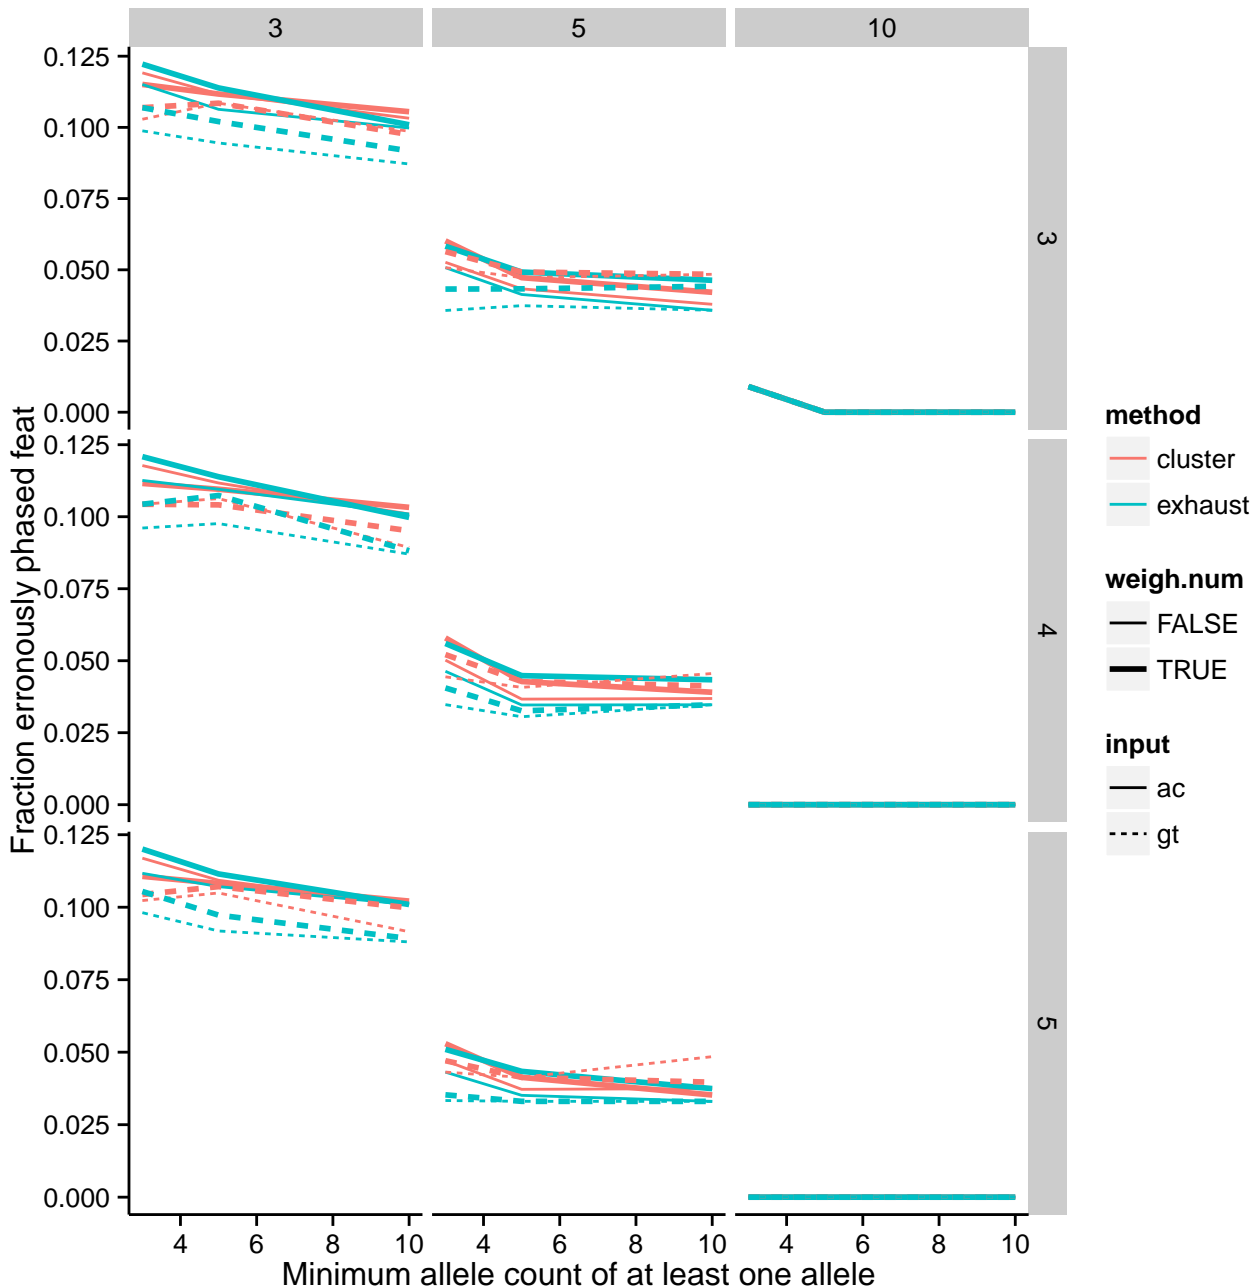 3 5 10
0.125
0.100
0.075
0.050
0.025
0.000
3
0.125
0.100
0.075
0.050
0.025
0.000
4
0.125
0.100
0.075
0.050
0.025
0.000
5
4 6 8 10 4 6 8 10 4 6 8 10
Minimum allele count of at least one allele
Fraction erronously phased feat
method
cluster
exhaust
weigh.num
FALSE
TRUE
input
ac
gt